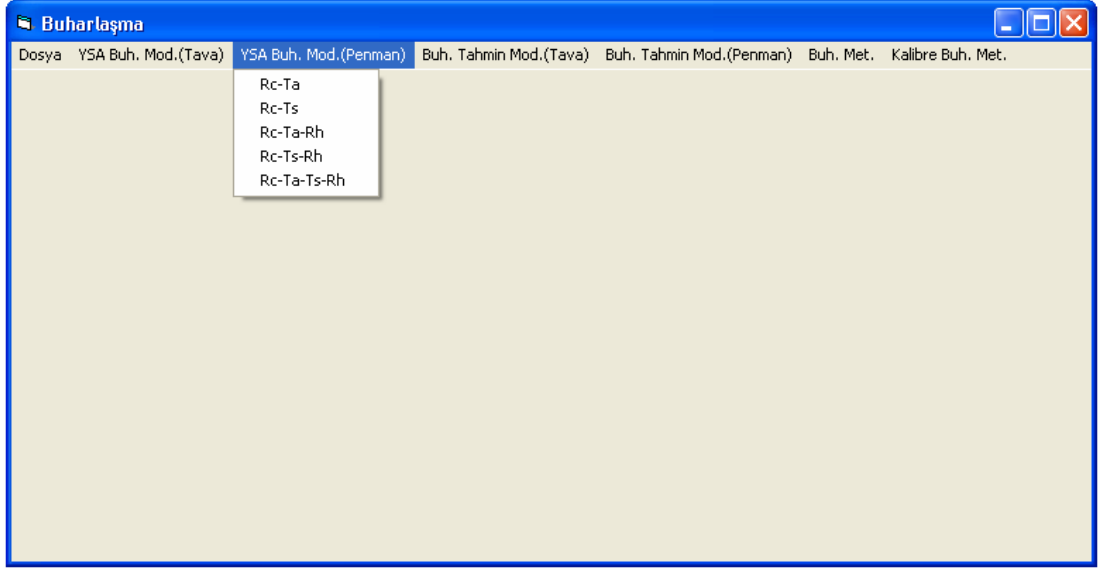 Buharlaşma
Dosya YSA Buh. Mod.(Tava) YSA Buh. Mod.(Penman) Buh. Tahmin Mod.(Tava) Buh. Tahmin Mod.(Penman) Buh. Met. Kalibre Buh. Met.
Rc-Ta
Rc-Ts
Rc-Ta-Rh
Rc-Ts-Rh
Rc-Ta-Ts-Rh